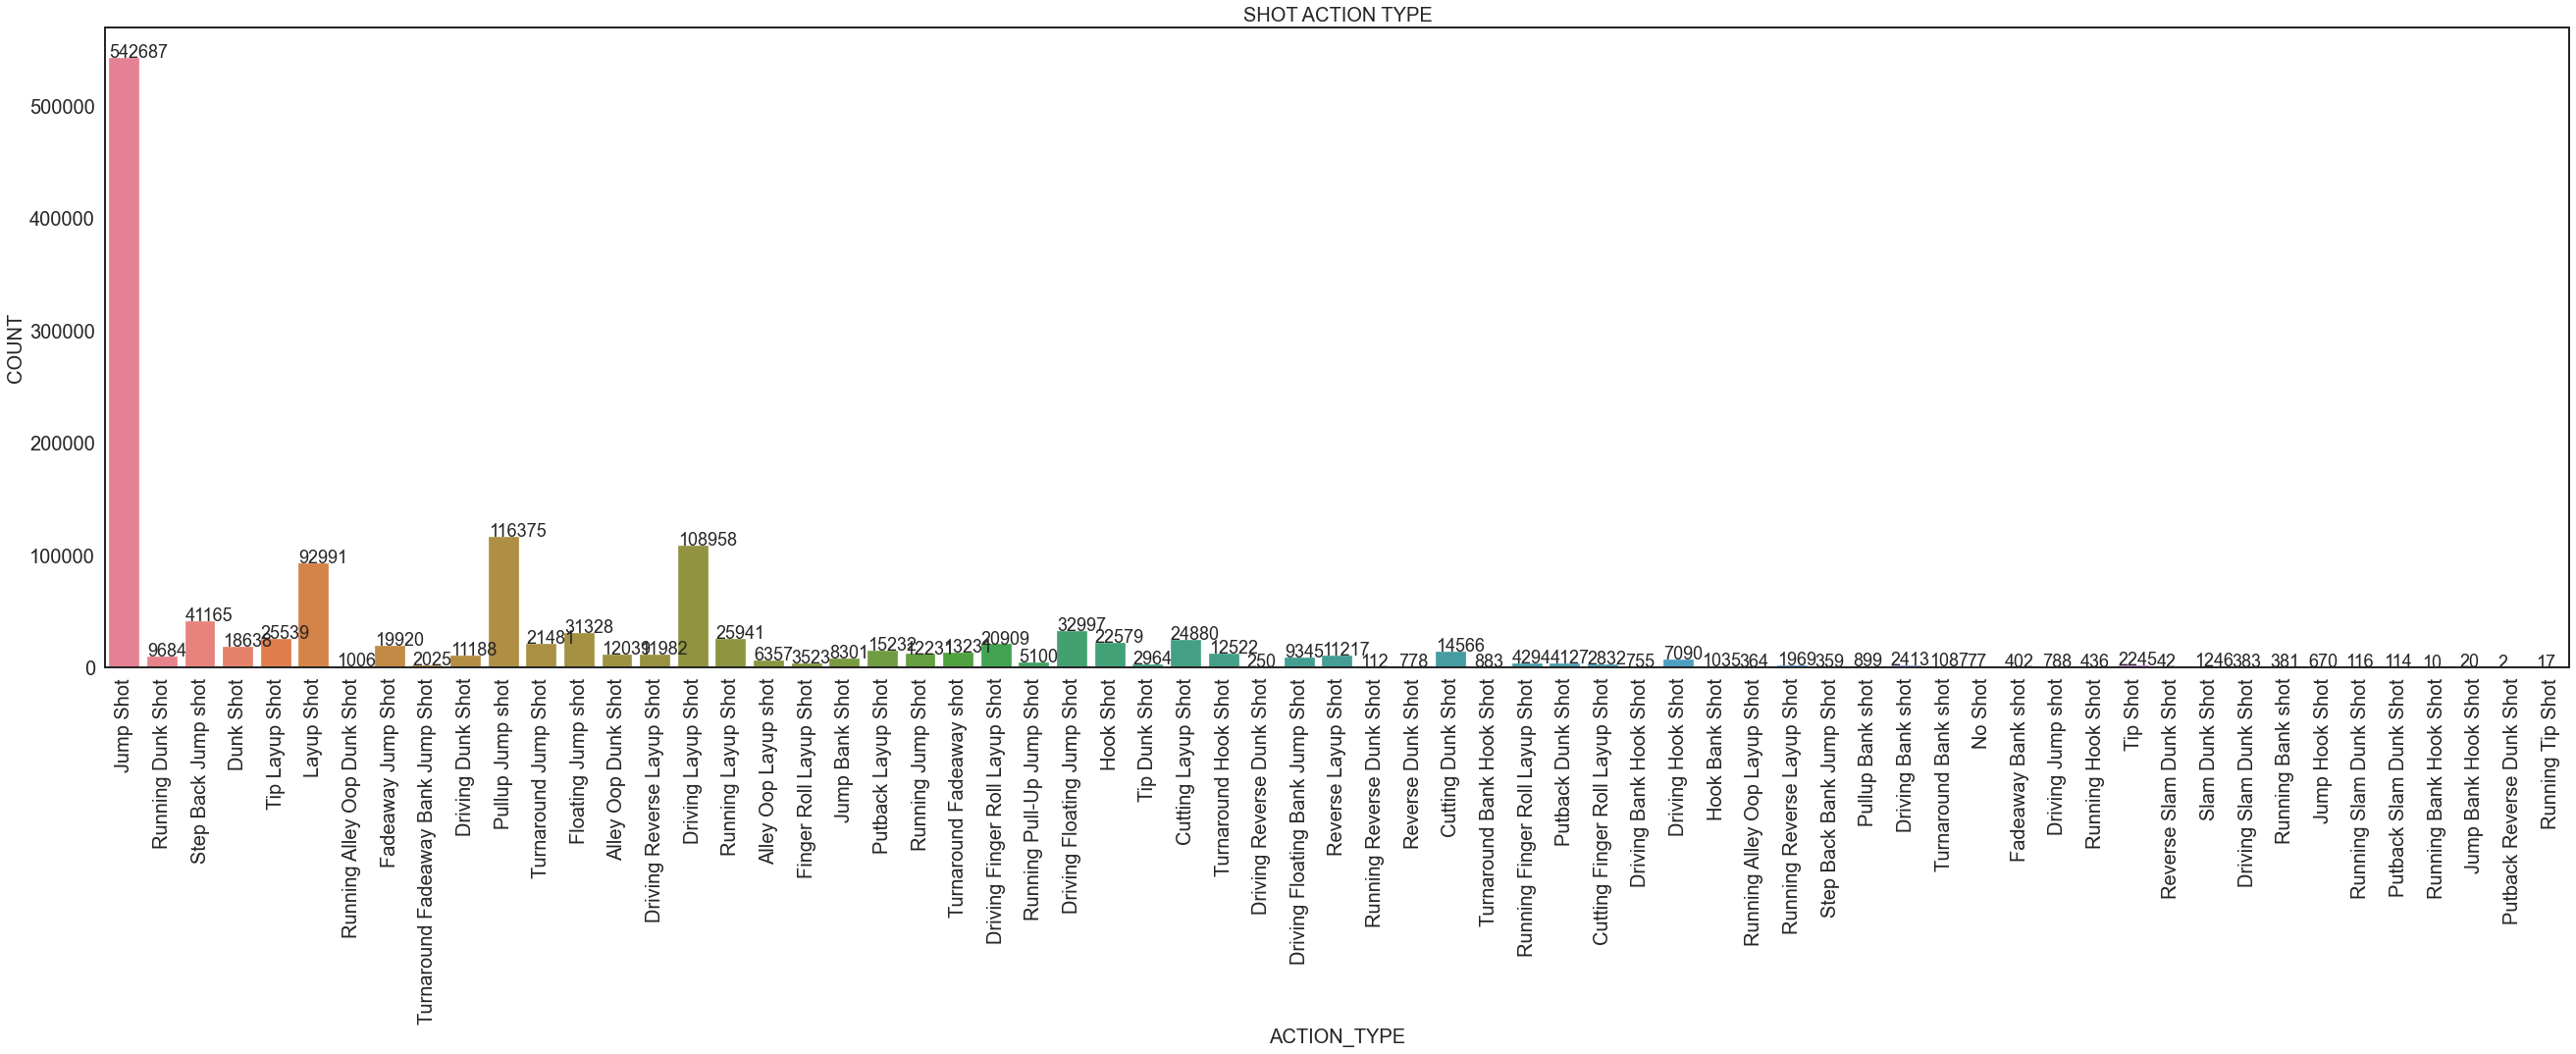 SHOT ACTION TYPE
COUNT
500000
400000
300000
200000
100000
0
542687
9684
41165
18638
25539
92991
1006
19920
2025
11188
116375
21481
31328
12039
11982
108958
25941
6357
3523
8301
15232
12231
13234
20909
5100
32997
22579
2964
24880
12522
250
9345
11217
112
778
14566
883
4294
4127
2832
755
7090
1035
364
1969
359
899
2413
1087
77
402
788
436
2245
42
1246
383
381
670
116
114
10
20
2
17
Jump Shot
Running Dunk Shot
Step Back Jump shot
Dunk Shot
Tip Layup Shot
Layup Shot
Running Alley Oop Dunk Shot
Fadeaway Jump Shot
Turnaround Fadeaway Bank Jump Shot
Driving Dunk Shot
Pullup Jump shot
Turnaround Jump Shot
Floating Jump shot
Alley Oop Dunk Shot
Driving Reverse Layup Shot
Driving Layup Shot
Running Layup Shot
Alley Oop Layup shot
Finger Roll Layup Shot
Jump Bank Shot
Putback Layup Shot
Running Jump Shot
Turnaround Fadeaway shot
Driving Finger Roll Layup Shot
Running Pull-Up Jump Shot
Driving Floating Jump Shot
Hook Shot
Tip Dunk Shot
Cutting Layup Shot
Turnaround Hook Shot
Driving Reverse Dunk Shot
Driving Floating Bank Jump Shot
Reverse Layup Shot
Running Reverse Dunk Shot
Reverse Dunk Shot
Cutting Dunk Shot
Turnaround Bank Hook Shot
Running Finger Roll Layup Shot
Putback Dunk Shot
Cutting Finger Roll Layup Shot
Driving Bank Hook Shot
Driving Hook Shot
Hook Bank Shot
Running Alley Oop Layup Shot
Running Reverse Layup Shot
Step Back Bank Jump Shot
Pullup Bank shot
Driving Bank shot
Turnaround Bank shot
No Shot
Fadeaway Bank shot
Driving Jump shot
Running Hook Shot
Tip Shot
Reverse Slam Dunk Shot
Slam Dunk Shot
Driving Slam Dunk Shot
Running Bank shot
Jump Hook Shot
Running Slam Dunk Shot
Putback Slam Dunk Shot
Running Bank Hook Shot
Jump Bank Hook Shot
Putback Reverse Dunk Shot
Running Tip Shot
ACTION_TYPE